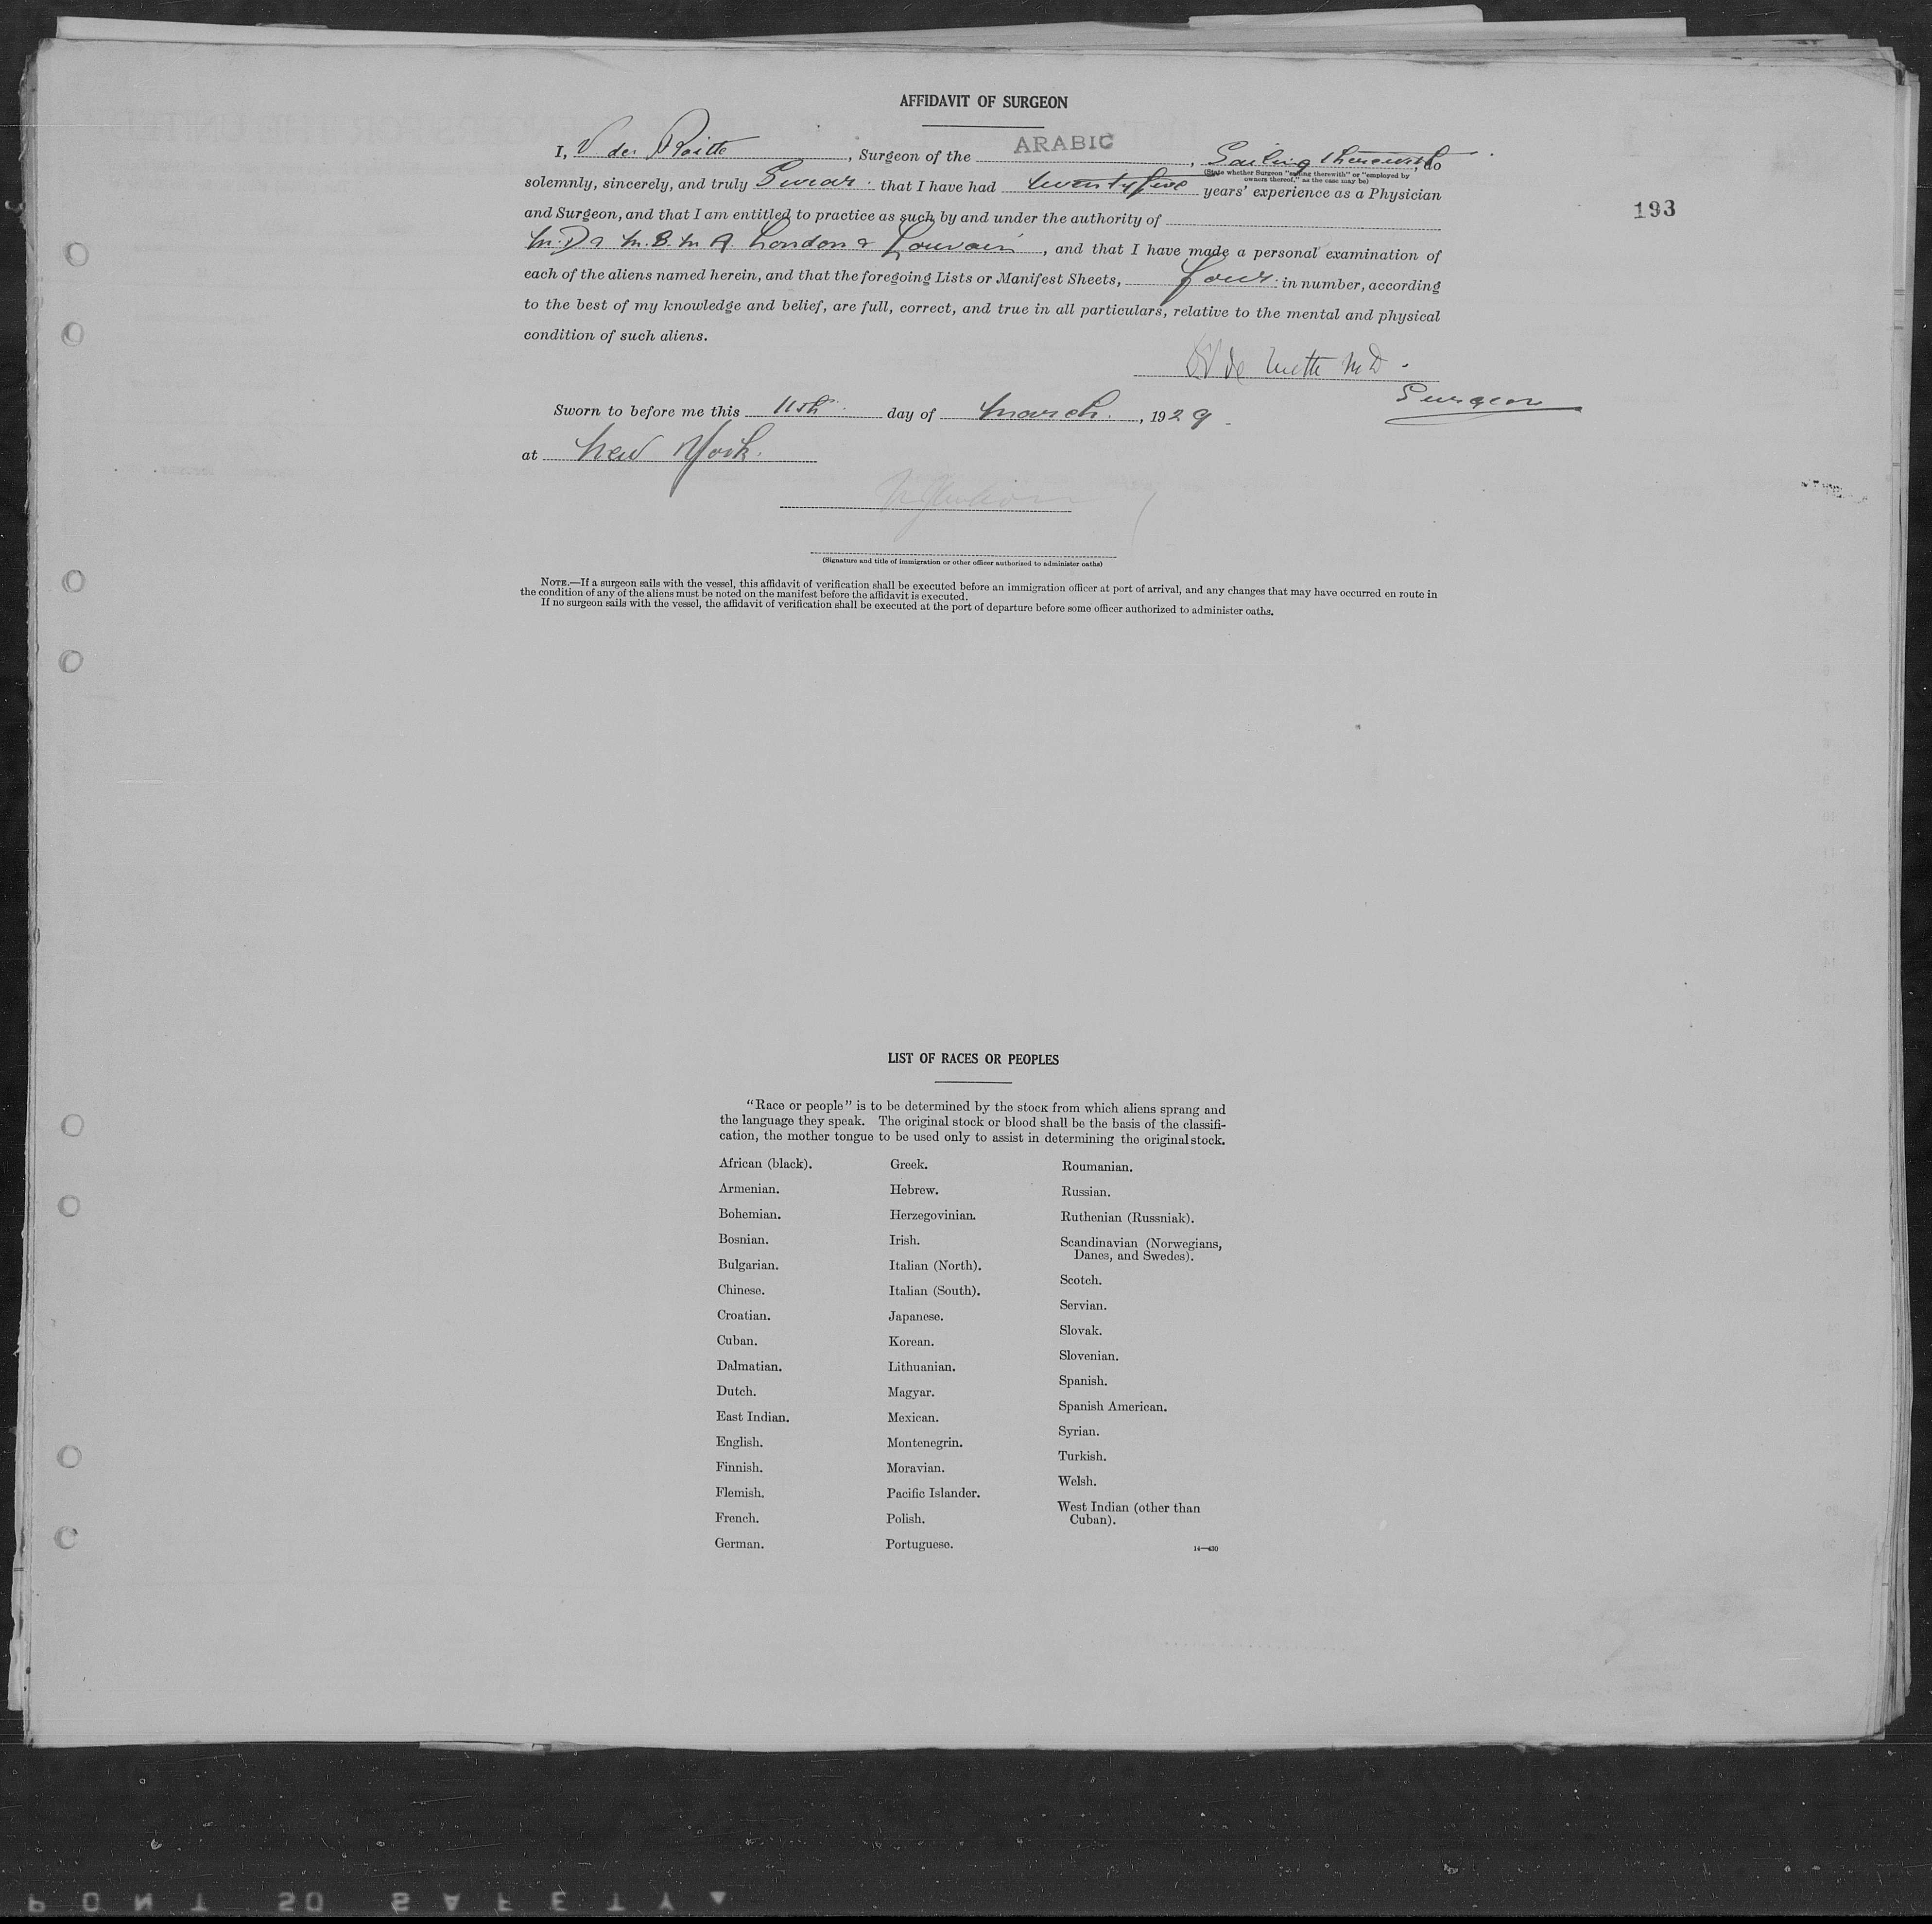 AFFIDAVIT OF SURGEON
I, V de , Surgeon of the ARABIC, Sailing therewith, do
(State whether Surgeon "sailing therewith" or "employed by
owners thereof," as the case may be)
solemnly, sincerely, and truly Swear that I have had twenty five years' experience as a Physician
193
and Surgeon, and that I am entitled to practice as such by and under the authority of
London & Louvain, and that I have made a personal examination of
each of the aliens named herein, and that the foregoing Lists or Manifest Sheets, four in number, according
to the best of my knowledge and belief, are full, correct, and true in all particulars, relative to the mental and physical
condition of such aliens.
M D
Surgeon
Sworn to before me this 11th day of March, 1929.
at New York.
(Signature and title of immigration or other officer authorized to administer oaths)
NOTE.—If a surgeon sails with the vessel, this affidavit of verification shall be executed before an immigration officer at port of arrival, and any changes that may have occurred en route in
the condition of any of the aliens must be noted on the manifest before the affidavit is executed.
If no surgeon sails with the vessel, the affidavit of verification shall be executed at the port of departure before some officer authorized to administer oaths.
LIST OF RACES OR PEOPLES
"Race or people" is to be determined by the stock from which aliens sprang and
the language they speak. The original stock or blood shall be the basis of the classifi-
cation, the mother tongue to be used only to assist in determining the original stock.
African (black).
Armenian.
Bohemian.
Bosnian.
Bulgarian.
Chinese.
Croatian.
Cuban.
Dalmatian.
Dutch.
East Indian.
English.
Finnish.
Flemish.
French.
German.
Greek.
Hebrew.
Herzegovinian.
Irish.
Italian (North).
Italian (South).
Japanese.
Korean.
Lithuanian.
Magyar.
Mexican.
Montenegrin.
Moravian.
Pacific Islander.
Polish.
Portuguese.
Roumanian.
Russian.
Ruthenian (Russniak).
Scandinavian (Norwegians,
Danes, and Swedes).
Scotch.
Servian.
Slovak.
Slovenian.
Spanish.
Spanish American.
Syrian.
Turkish.
Welsh.
West Indian (other than
Cuban).
14—430
PONT 50 SAFETY